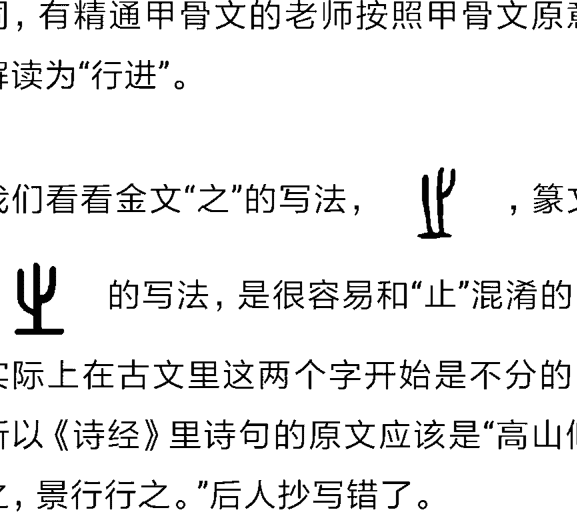 ，有精通甲骨文的老师按照甲骨文原意
解读为“行进”。
我们看看金文“之”的写法，，篆文
的写法，是很容易和“止”混淆的
实际上在古文里这两个字开始是不分的
所以《诗经》里诗句的原文应该是“高山仰
之，景行行之。”后人抄写错了。